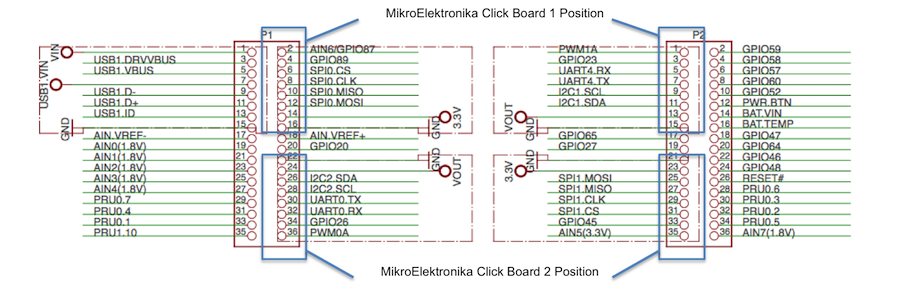 MikroElektronika Click Board 1 Position
P1
VIN
USB1.VIN
GND
USB1.DRVVBUS
USB1.VBUS
USB1.D-
USB1.D+
USB1.ID
AIN.VREF-
AIN0(1.8V)
AIN1(1.8V)
AIN2(1.8V)
AIN3(1.8V)
AIN4(1.8V)
PRU0.7
PRU0.4
PRU0.1
PRU1.10
1
3
5
7
9
11
13
15
17
19
21
23
25
27
29
31
33
35
2
4
6
8
10
12
14
16
18
20
22
24
26
28
30
32
34
36
AIN6/GPIO87
GPIO89
SPI0.CS
SPI0.CLK
SPI0.MISO
SPI0.MOSI
GND
3.3V
AIN.VREF+
GPIO20
GND
VOUT
I2C2.SDA
I2C2.SCL
UART0.TX
UART0.RX
GPIO26
PWM0A
P2
PWM1A
GPIO23
UART4.RX
UART4.TX
I2C1.SCL
I2C1.SDA
VOUT
GND
GPIO65
GPIO27
3.3V
GND
SPI1.MOSI
SPI1.MISO
SPI1.CLK
SPI1.CS
GPIO45
AIN5(3.3V)
1
3
5
7
9
11
13
15
17
19
21
23
25
27
29
31
33
35
2
4
6
8
10
12
14
16
18
20
22
24
26
28
30
32
34
36
GPIO59
GPIO58
GPIO57
GPIO60
GPIO52
PWR.BTN
BAT.VIN
BAT.TEMP
GPIO47
GPIO64
GPIO46
GPIO48
RESET#
PRU0.6
PRU0.3
PRU0.2
PRU0.5
AIN7(1.8V)
MikroElektronika Click Board 2 Position